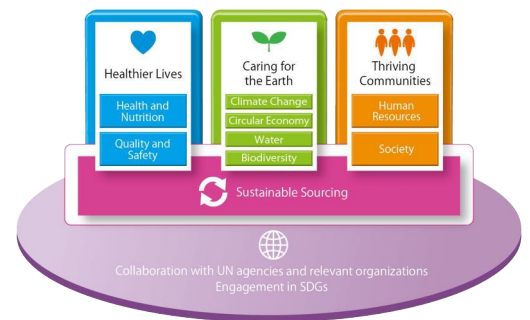 Healthier Lives
Health and
Nutrition
Quality and
Safety
Caring for
the Earth
Climate Change
Circular Economy
Water
Biodiversity
Thriving
Communities
Human
Resources
Society
Sustainable Sourcing
Collaboration with UN agencies and relevant organizations
Engagement in SDGs